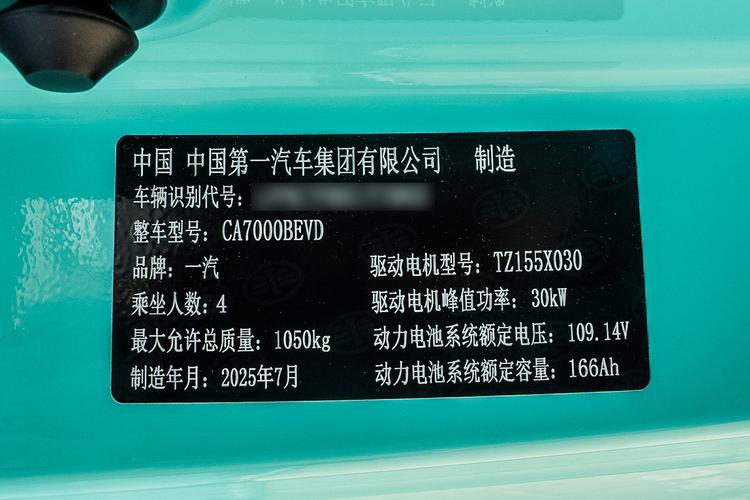 中国 中国第一汽车集团有限公司 制造
车辆识别代号：
整车型号：CA7000BEVD
品牌：一汽 驱动电机型号：TZ155X030
乘坐人数：4 驱动电机峰值功率：30kW
最大允许总质量：1050kg 动力电池系统额定电压：109.14V
制造年月：2025年7月 动力电池系统额定容量：166Ah